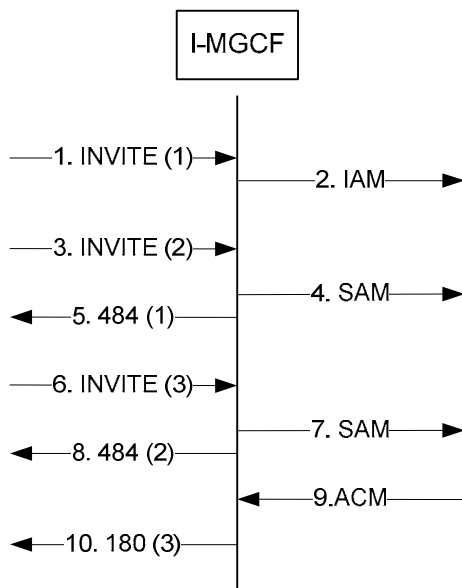 I-MGCF
1. INVITE (1)
2. IAM
3. INVITE (2)
4. SAM
5. 484 (1)
6. INVITE (3)
7. SAM
8. 484 (2)
9.ACM
10. 180 (3)